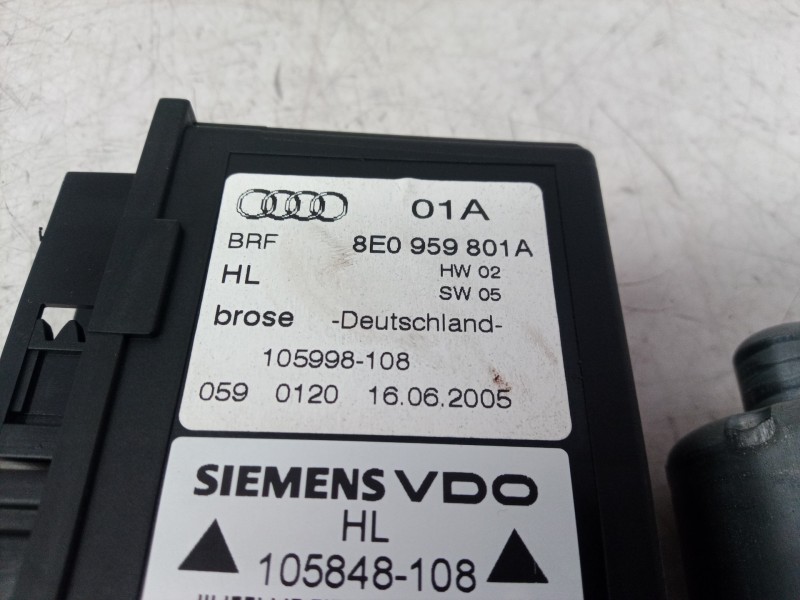 01A
BRF 8E0 959 801A
HL HW 02
SW 05
brose -Deutschland-
105998-108
059 0120 16.06.2005
SIEMENS VDO
HL
105848-108